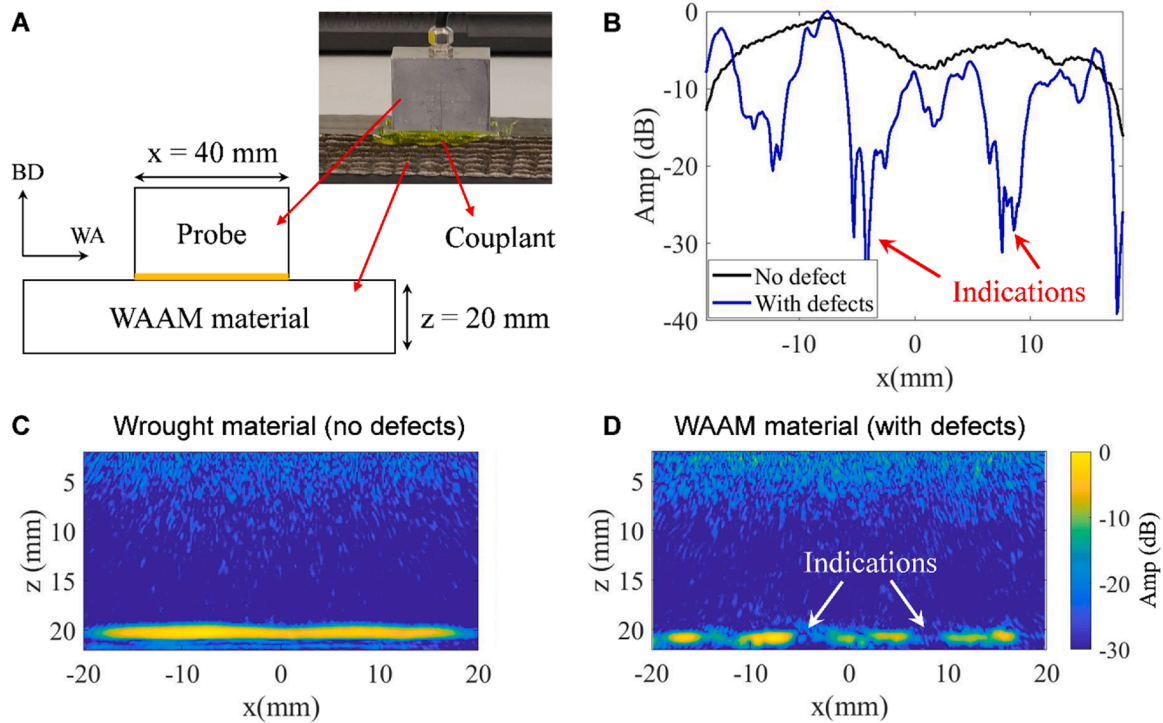 A
BD
WA
x = 40 mm
Probe
Couplant
WAAM material
z = 20 mm
B
0
-10
-20
-30
-40
Amp (dB)
No defect
With defects
Indications
-10
0
10
x(mm)
C
Wrought material (no defects)
5
10
15
20
z (mm)
-20
-10
0
10
20
x(mm)
D
WAAM material (with defects)
5
10
15
20
z (mm)
Indications
-20
-10
0
10
20
x(mm)
0
-10
-20
-30
Amp (dB)